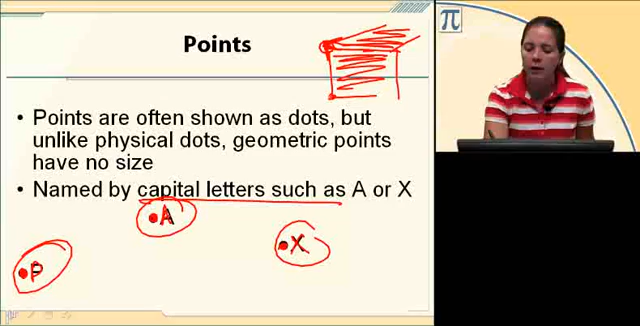 Points
π
• Points are often shown as dots, but
unlike physical dots, geometric points
have no size
• Named by capital letters such as A or X
A
X
P